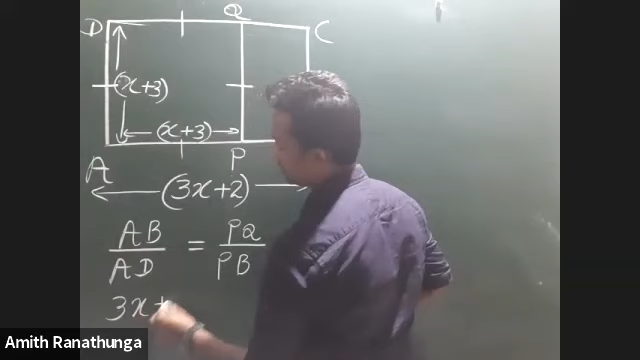 D Q C
(x+3)
(x+3)
A P
(3x+2)
AB/AD = PQ/PB
3x+
Amith Ranathunga